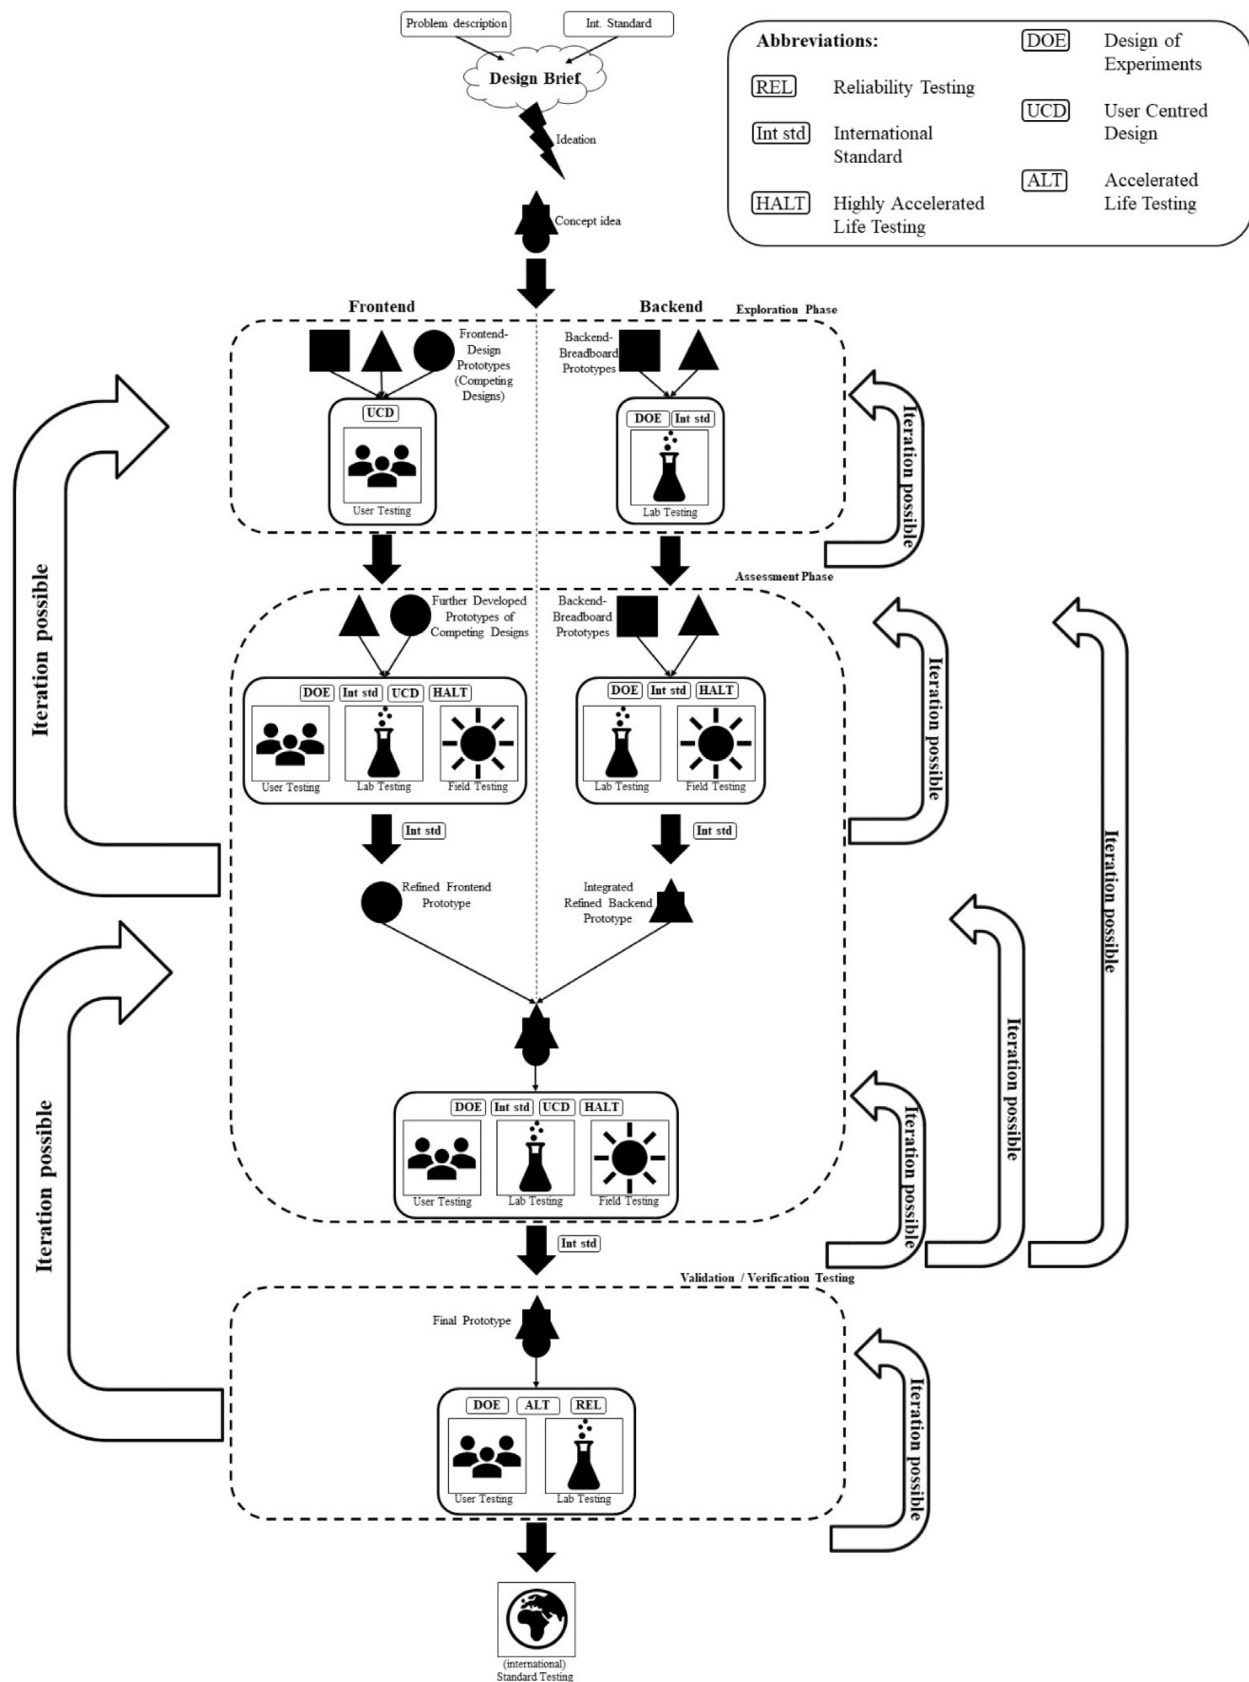 Problem description
Int. Standard
Design Brief
Ideation
Concept idea
Abbreviations:
REL
Reliability Testing
Int std
International
Standard
HALT
Highly Accelerated
Life Testing
DOE
Design of
Experiments
UCD
User Centred
Design
ALT
Accelerated
Life Testing
Frontend
Backend
Exploration Phase
Frontend-
Design
Prototypes
(Competing
Designs)
Backend-
Breadboard
Prototypes
UCD
User Testing
DOE
Int std
Lab Testing
Iteration possible
Iteration possible
Assessment Phase
Further Developed
Prototypes of
Competing Designs
Backend-
Breadboard
Prototypes
DOE
Int std
UCD
HALT
User Testing
Lab Testing
Field Testing
DOE
Int std
HALT
Lab Testing
Field Testing
Iteration possible
Iteration possible
Int std
Int std
Refined Frontend
Prototype
Integrated
Refined Backend
Prototype
Iteration possible
Iteration possible
DOE
Int std
UCD
HALT
User Testing
Lab Testing
Field Testing
Iteration possible
Int std
Validation / Verification Testing
Final Prototype
DOE
ALT
REL
User Testing
Lab Testing
Iteration possible
(international)
Standard Testing